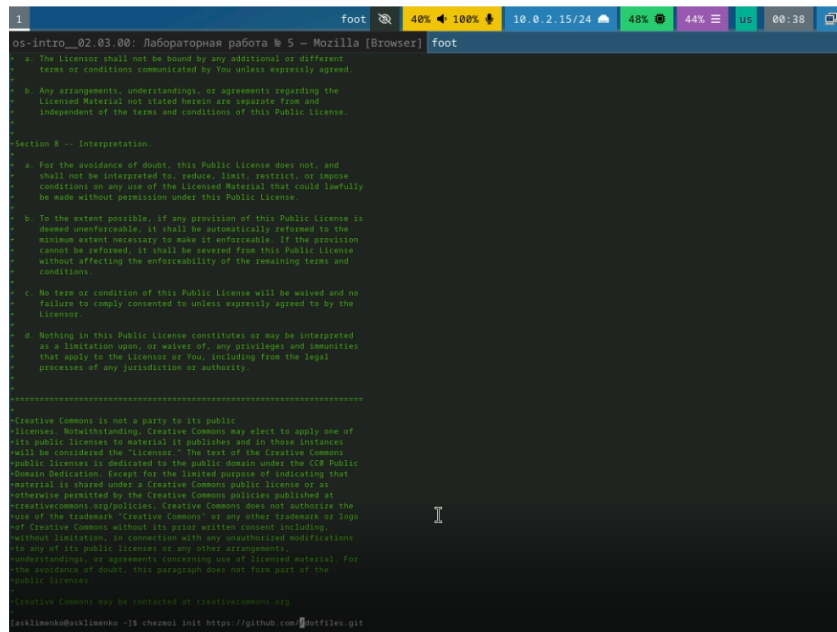 1 foot 40% 100% 10.0.2.15/24 48% 44% us 00:38
os-intro__02.03.00: Лабораторная работа № 5 — Mozilla [Browser] foot
+ a. The Licensor shall not be bound by any additional or different
+ terms or conditions communicated by You unless expressly agreed.
+
+ b. Any arrangements, understandings, or agreements regarding the
+ Licensed Material not stated herein are separate from and
+ independent of the terms and conditions of this Public License.
+
+
+Section 8 -- Interpretation.
+
+ a. For the avoidance of doubt, this Public License does not, and
+ shall not be interpreted to, reduce, limit, restrict, or impose
+ conditions on any use of the Licensed Material that could lawfully
+ be made without permission under this Public License.
+
+ b. To the extent possible, if any provision of this Public License is
+ deemed unenforceable, it shall be automatically reformed to the
+ minimum extent necessary to make it enforceable. If the provision
+ cannot be reformed, it shall be severed from this Public License
+ without affecting the enforceability of the remaining terms and
+ conditions.
+
+ c. No term or condition of this Public License will be waived and no
+ failure to comply consented to unless expressly agreed to by the
+ Licensor.
+
+ d. Nothing in this Public License constitutes or may be interpreted
+ as a limitation upon, or waiver of, any privileges and immunities
+ that apply to the Licensor or You, including from the legal
+ processes of any jurisdiction or authority.
+
+
+=======================================================================
+
+Creative Commons is not a party to its public
+licenses. Notwithstanding, Creative Commons may elect to apply one of
+its public licenses to material it publishes and in those instances
+will be considered the "Licensor." The text of the Creative Commons
+public licenses is dedicated to the public domain under the CC0 Public
+Domain Dedication. Except for the limited purpose of indicating that
+material is shared under a Creative Commons public license or as
+otherwise permitted by the Creative Commons policies published at
+creativecommons.org/policies, Creative Commons does not authorize the
+use of the trademark "Creative Commons" or any other trademark or logo
+of Creative Commons without its prior written consent including,
+without limitation, in connection with any unauthorized modifications
+to any of its public licenses or any other arrangements,
+understandings, or agreements concerning use of licensed material. For
+the avoidance of doubt, this paragraph does not form part of the
+public licenses.
+
+Creative Commons may be contacted at creativecommons.org
[asklimenko@asklimenko ~]$ chezmoi init https://github.com//dotfiles.git